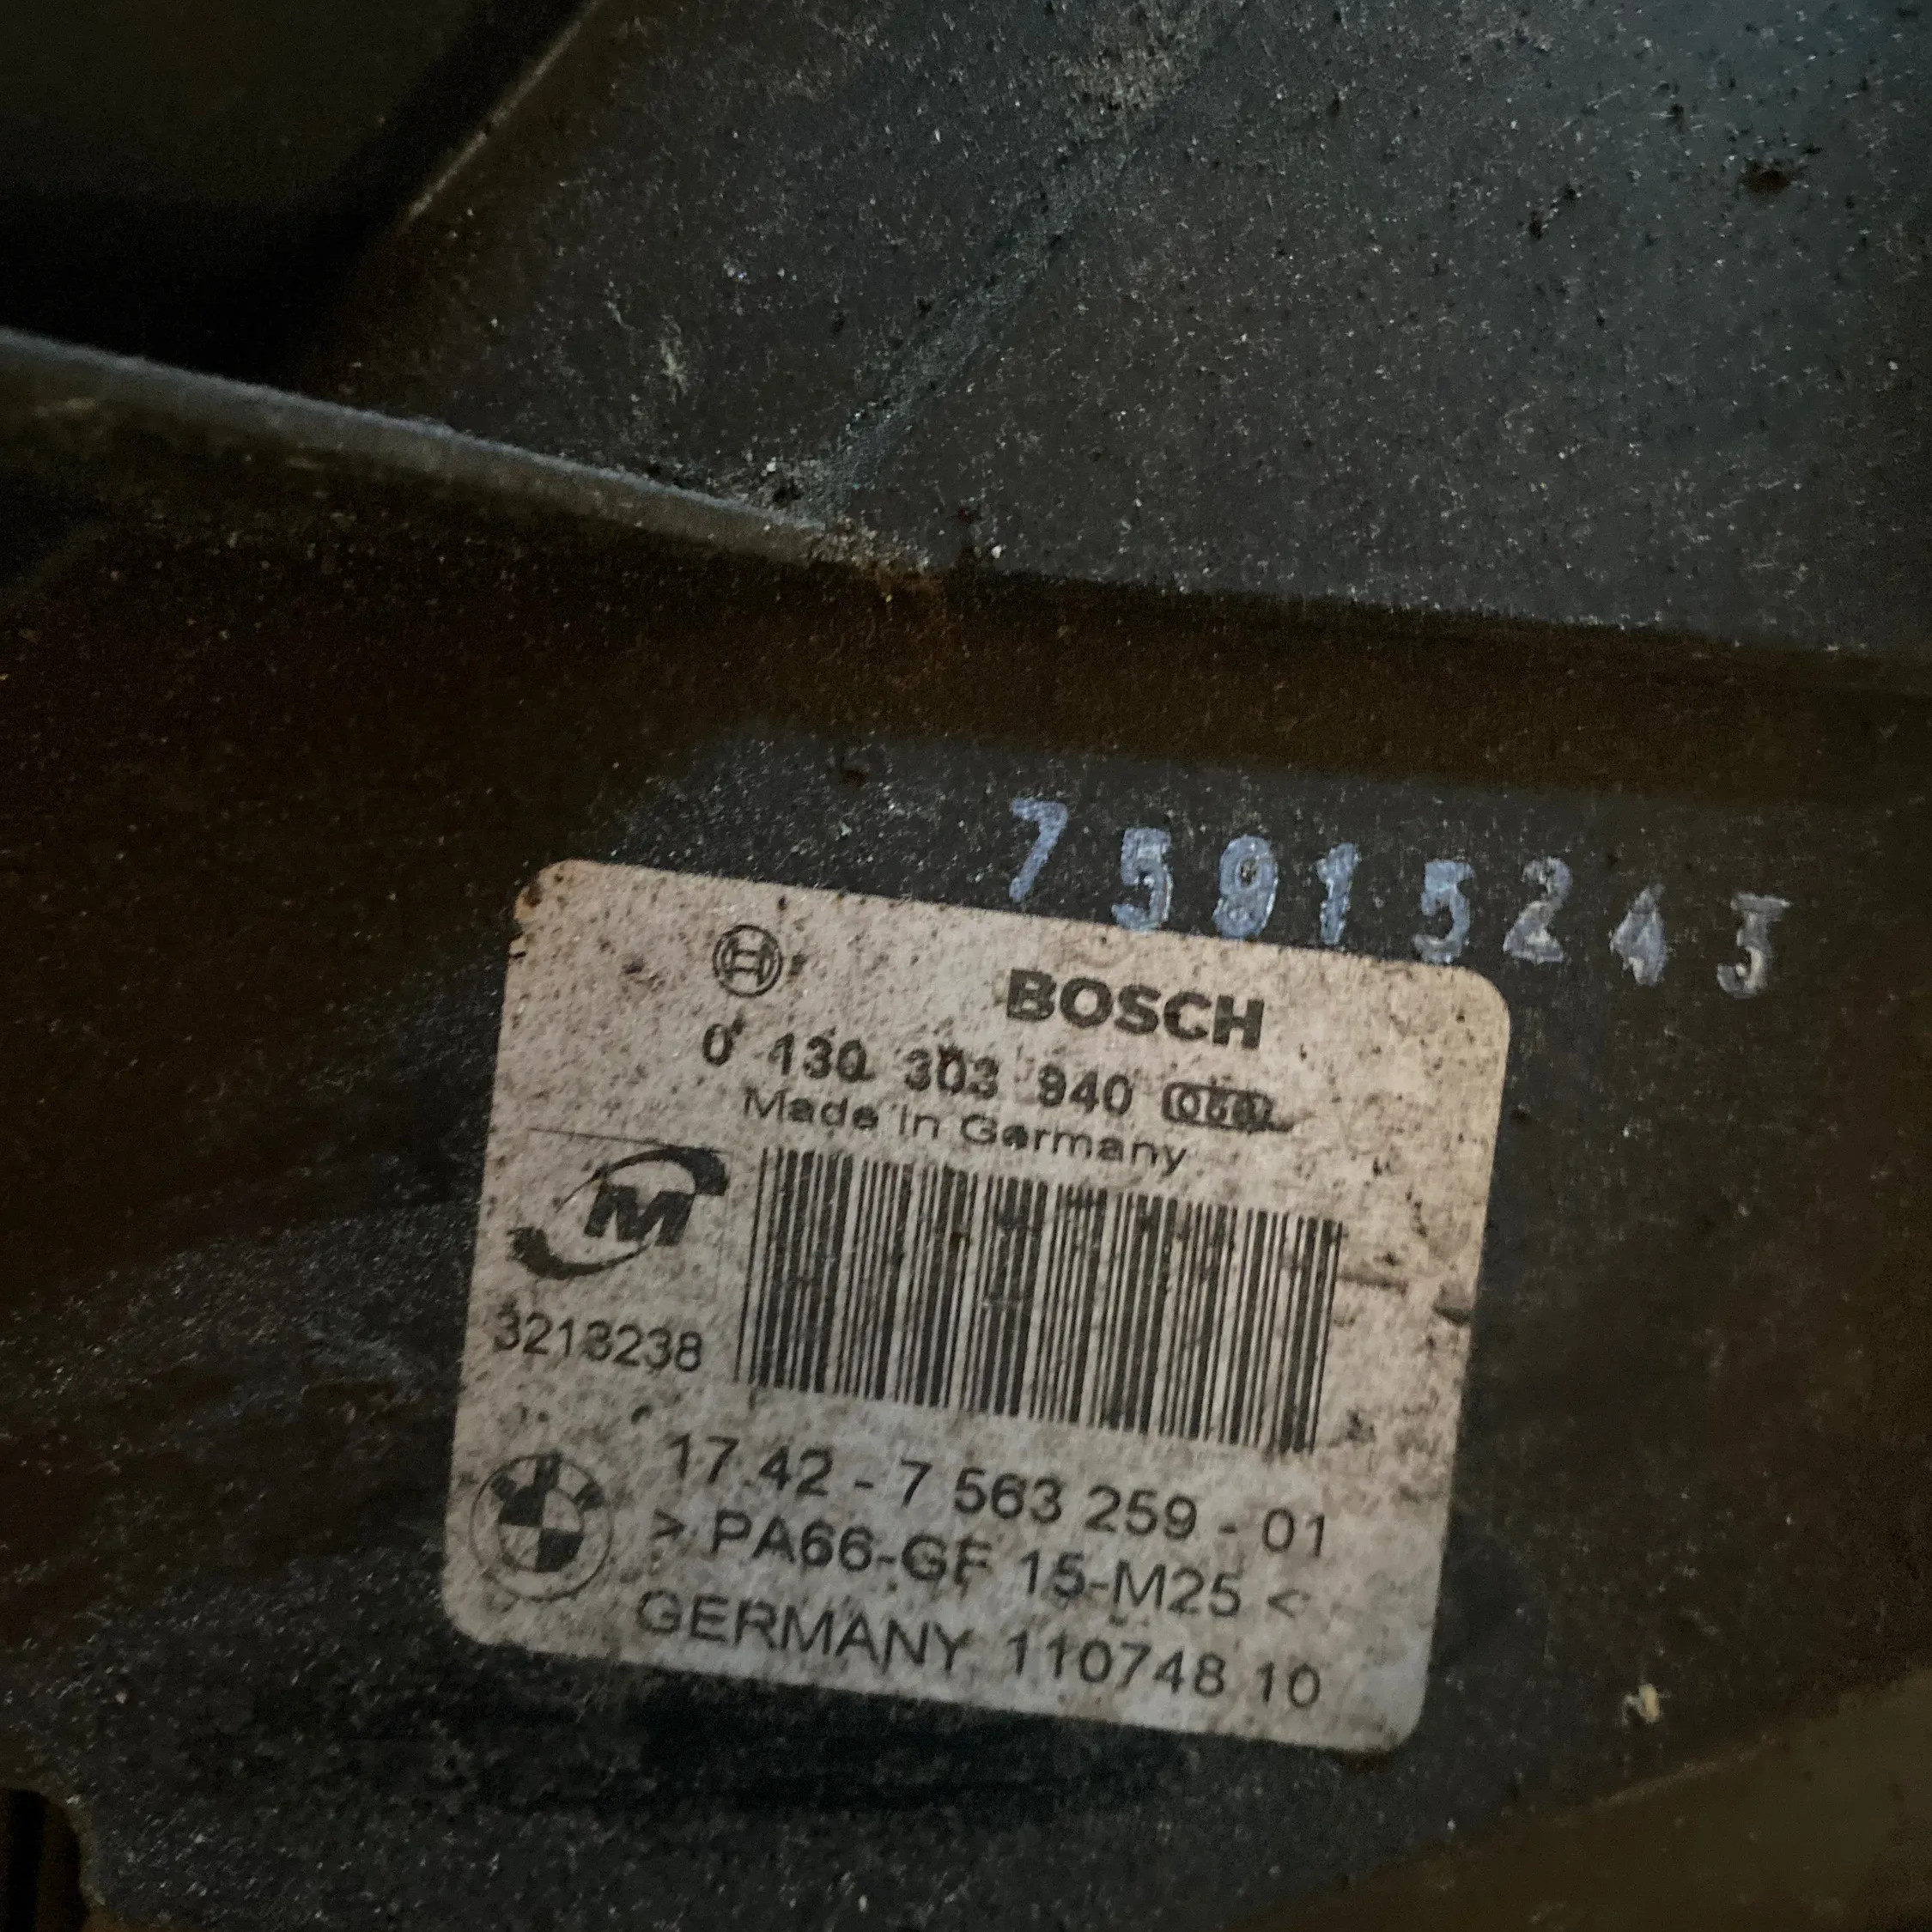 75915243
BOSCH
0 130 303 940
Made in Germany
M
3213238
17.42 - 7 563 259 - 01
> PA66-GF 15-M25 <
GERMANY 110748 10